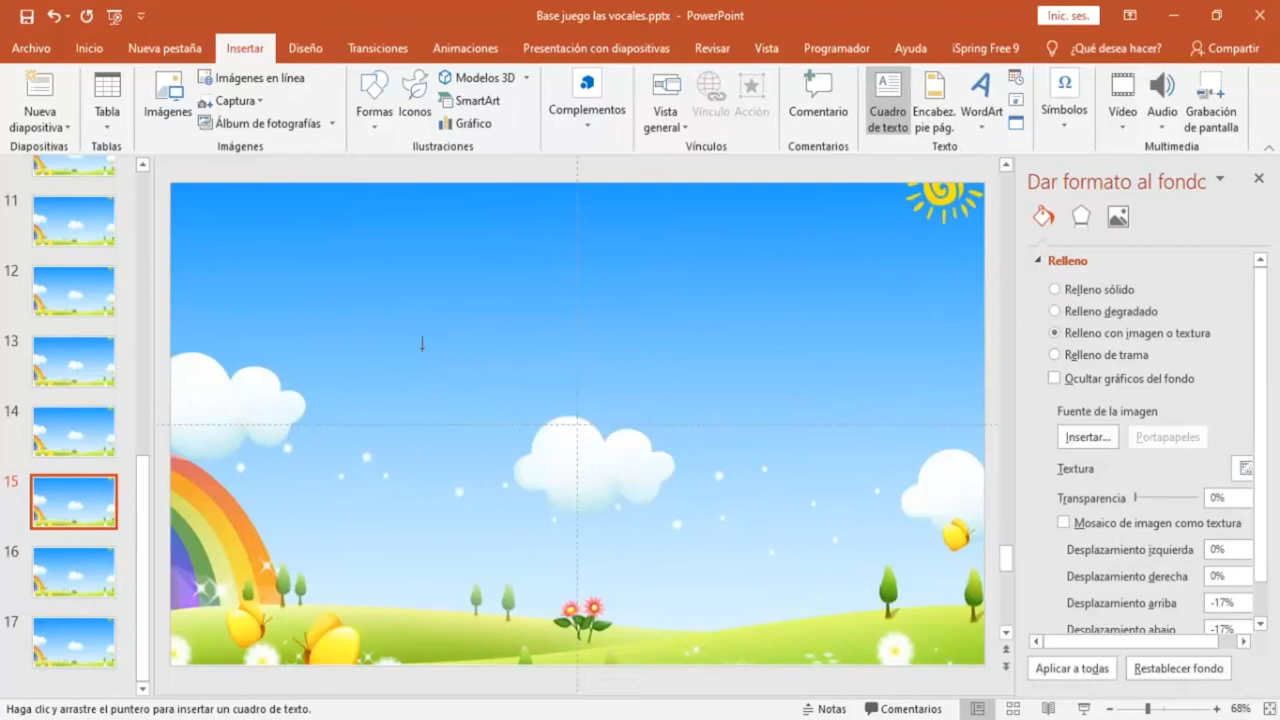 Base juego las vocales.pptx - PowerPoint
Inic. ses.
Archivo Inicio Nueva pestaña Insertar Diseño Transiciones Animaciones Presentación con diapositivas Revisar Vista Programador Ayuda iSpring Free 9 ¿Qué desea hacer? Compartir
Nueva diapositiva
Tabla
Imágenes
Imágenes en línea
Captura
Álbum de fotografías
Formas
Iconos
Modelos 3D
SmartArt
Gráfico
Complementos
Vista general
Vínculo
Acción
Comentario
Cuadro de texto
Encabez. pie pág.
WordArt
Símbolos
Vídeo
Audio
Grabación de pantalla
Diapositivas Tablas Imágenes Ilustraciones Vínculos Comentarios Texto Multimedia
11
12
13
14
15
16
17
Dar formato al fondo
Relleno
Relleno sólido
Relleno degradado
Relleno con imagen o textura
Relleno de trama
Ocultar gráficos del fondo
Fuente de la imagen
Insertar... Portapapeles
Textura
Transparencia 0%
Mosaico de imagen como textura
Desplazamiento izquierda 0%
Desplazamiento derecha 0%
Desplazamiento arriba -17%
Desplazamiento abajo -17%
Aplicar a todas Restablecer fondo
Haga clic y arrastre el puntero para insertar un cuadro de texto.
Notas Comentarios 68%